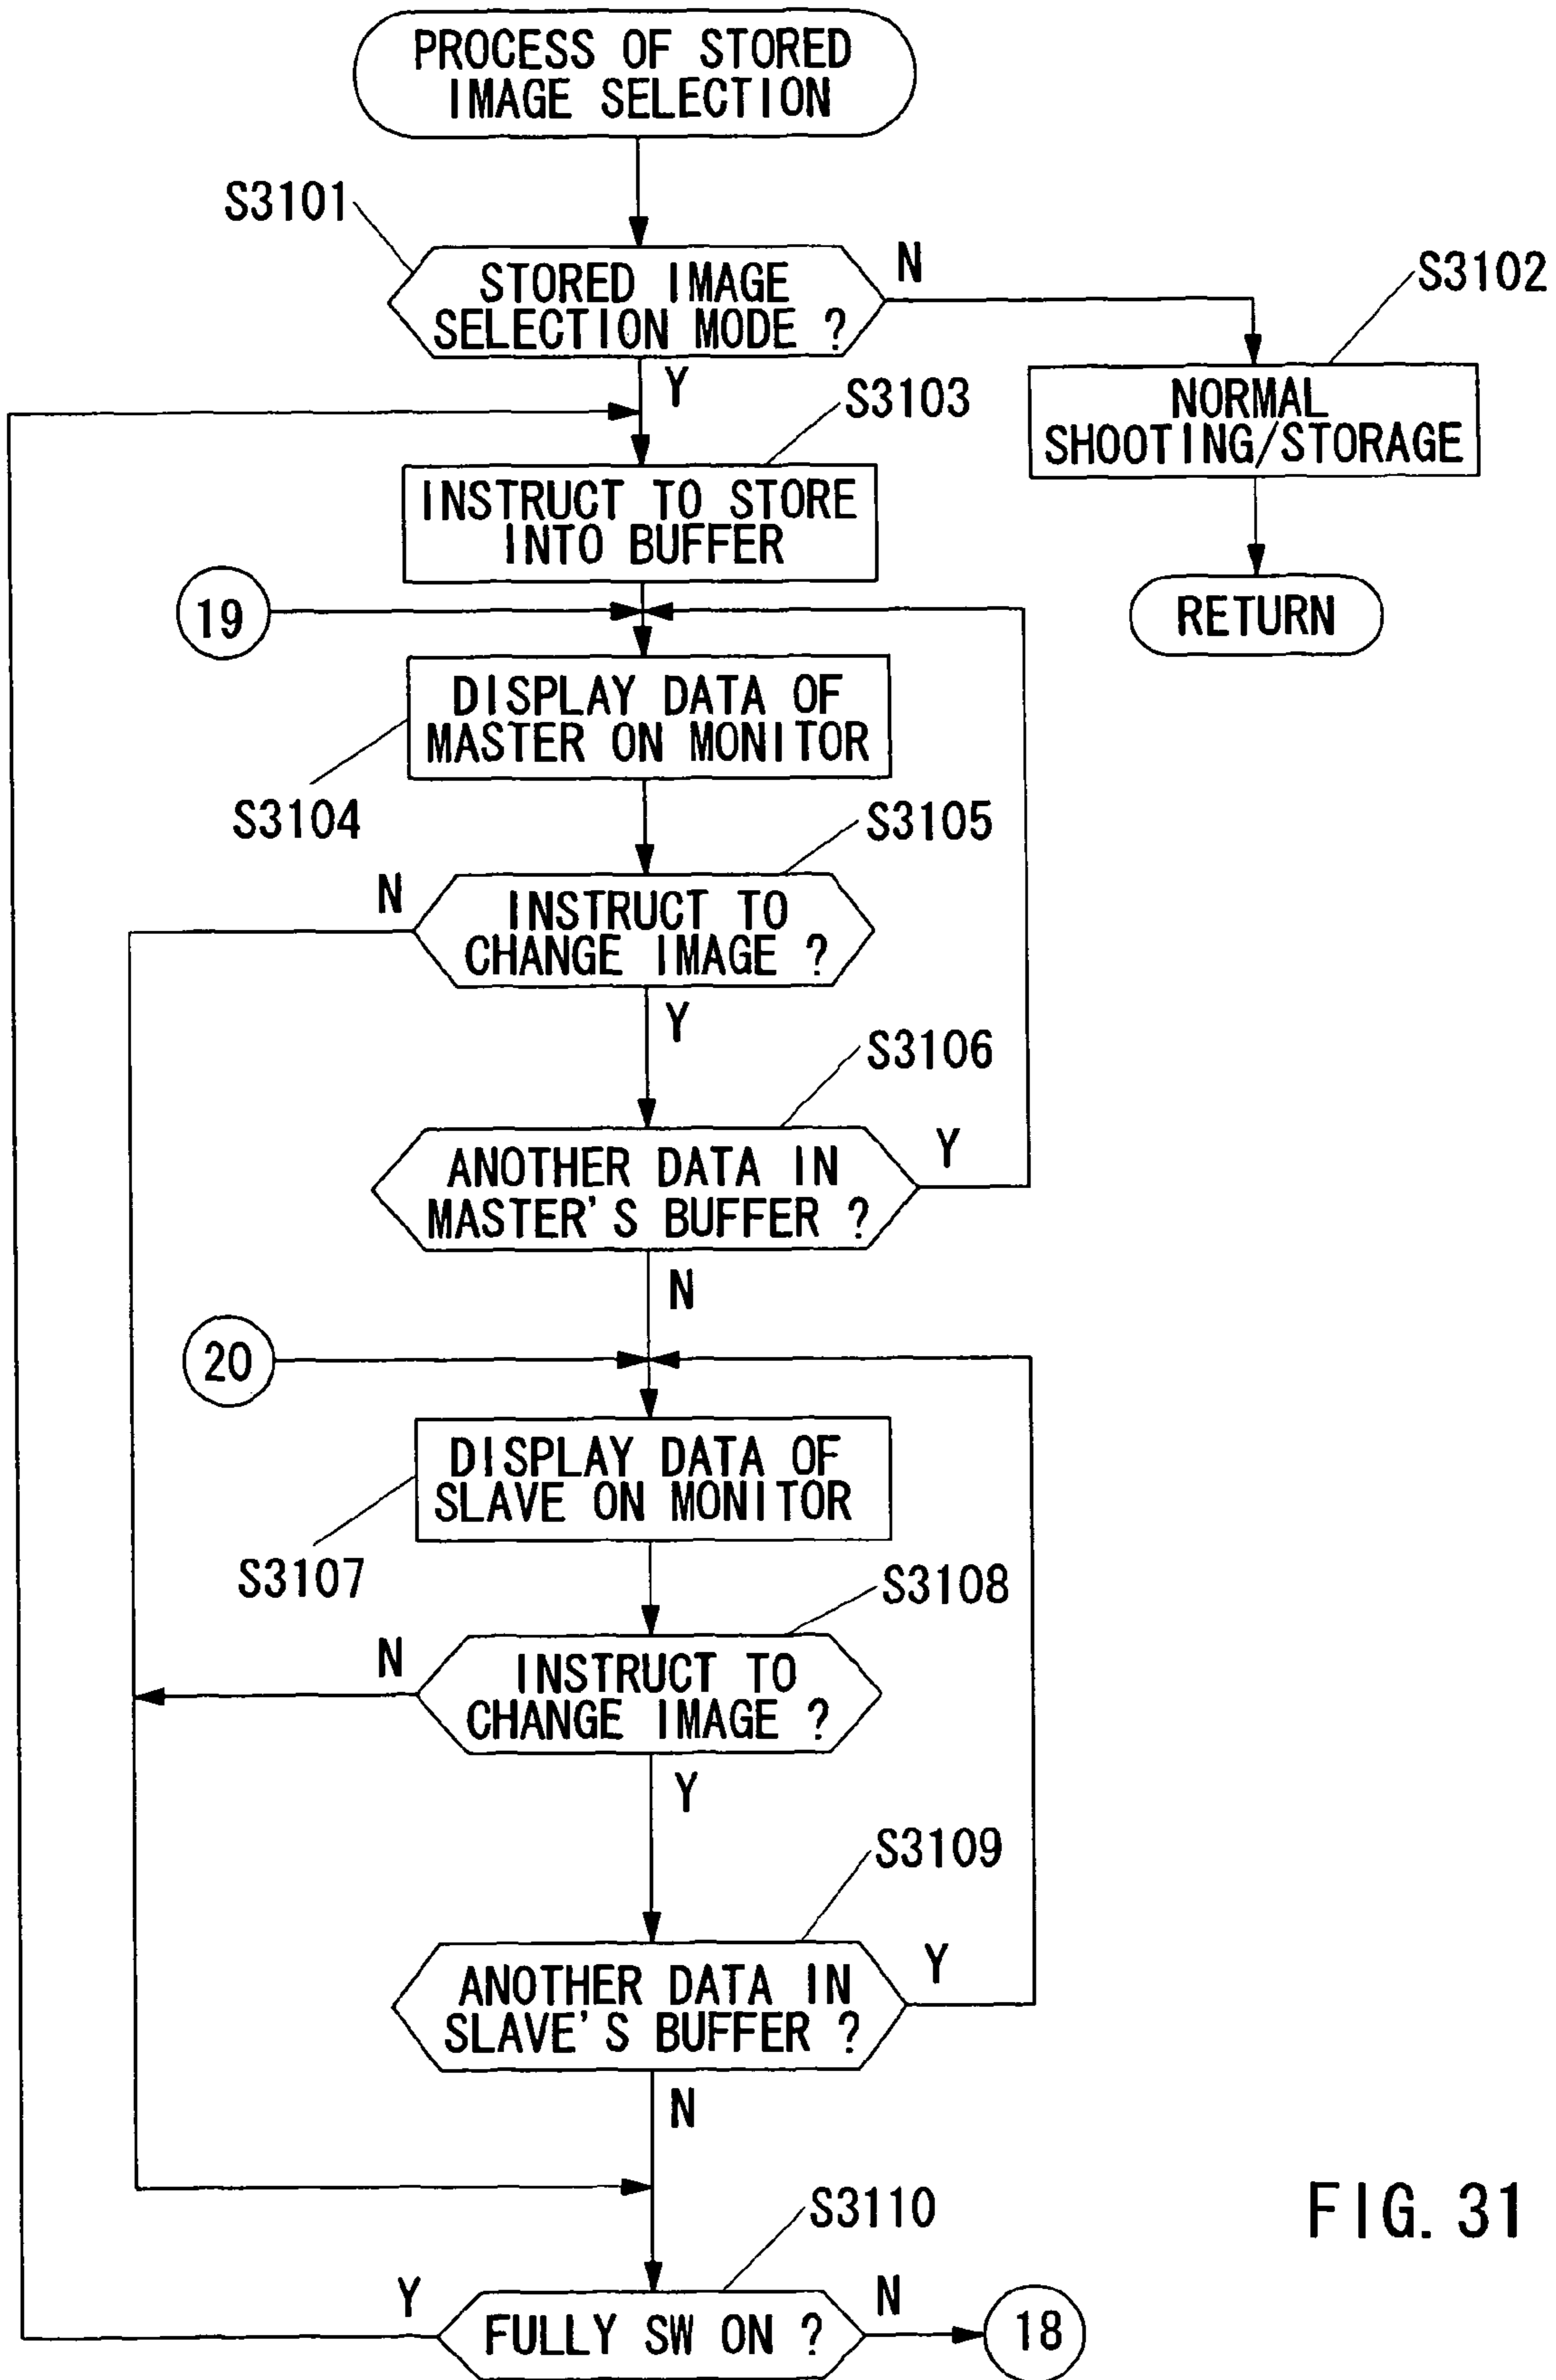 PROCESS OF STORED
IMAGE SELECTION
S3101
STORED IMAGE
SELECTION MODE ?
N
S3102
NORMAL
SHOOTING/STORAGE
RETURN
Y
S3103
INSTRUCT TO STORE
INTO BUFFER
19
DISPLAY DATA OF
MASTER ON MONITOR
S3104
S3105
N
INSTRUCT TO
CHANGE IMAGE ?
Y
S3106
ANOTHER DATA IN
MASTER'S BUFFER ?
Y
N
20
DISPLAY DATA OF
SLAVE ON MONITOR
S3107
S3108
N
INSTRUCT TO
CHANGE IMAGE ?
Y
S3109
ANOTHER DATA IN
SLAVE'S BUFFER ?
Y
N
S3110
Y
FULLY SW ON ?
N
18
FIG. 31